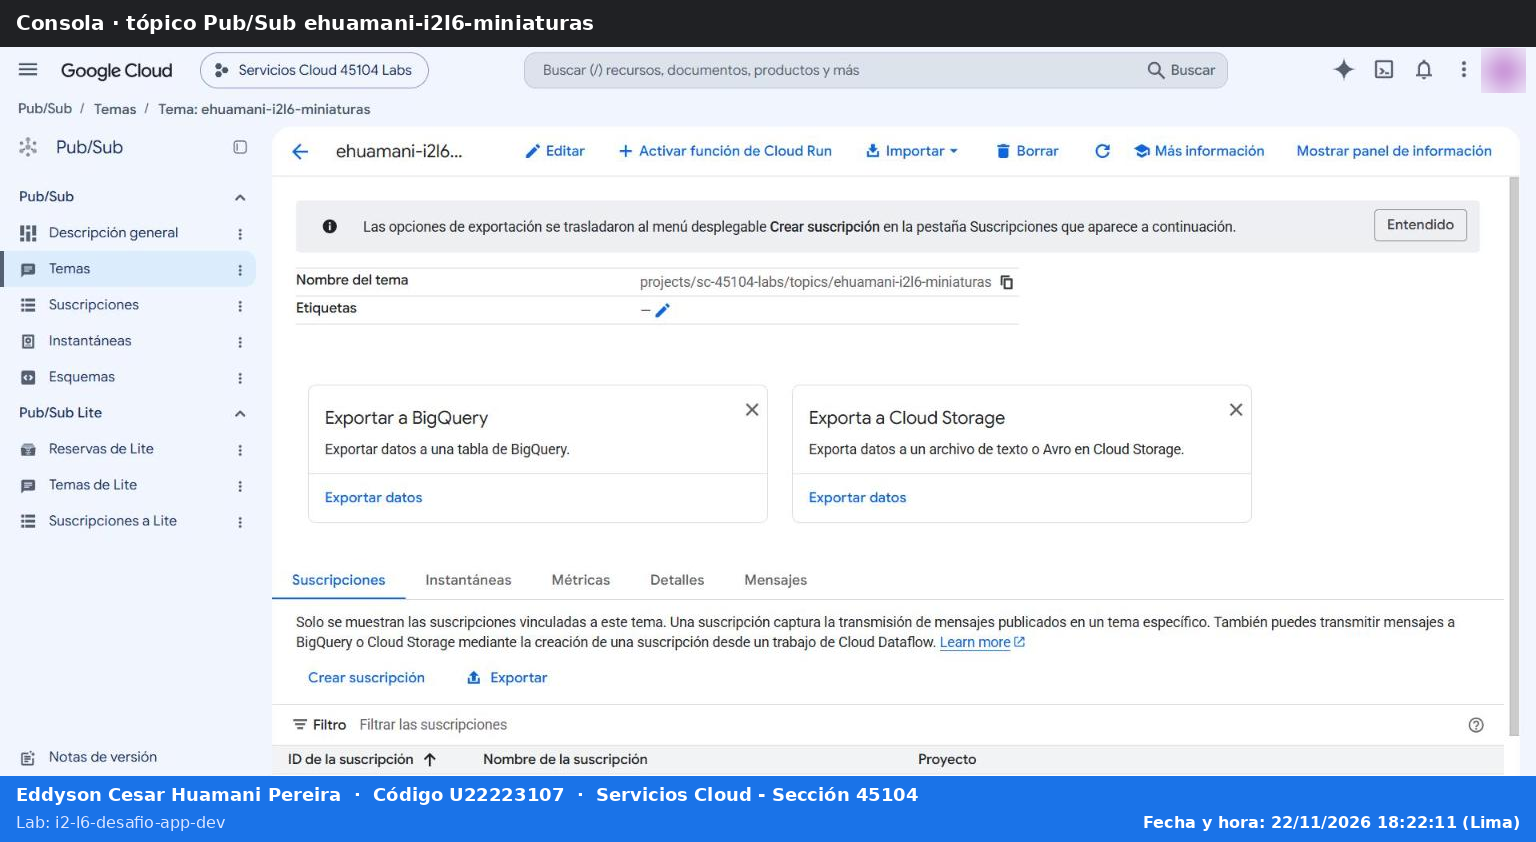 Consola · tópico Pub/Sub ehuamani-i2l6-miniaturas
Google Cloud
Servicios Cloud 45104 Labs
Buscar (/) recursos, documentos, productos y más
Buscar
Pub/Sub / Temas / Tema: ehuamani-i2l6-miniaturas
Pub/Sub
ehuamani-i2l6...
Editar
Activar función de Cloud Run
Importar
Borrar
Más información
Mostrar panel de información
Pub/Sub
Descripción general
Temas
Suscripciones
Instantáneas
Esquemas
Pub/Sub Lite
Reservas de Lite
Temas de Lite
Suscripciones a Lite
Notas de versión
Las opciones de exportación se trasladaron al menú desplegable Crear suscripción en la pestaña Suscripciones que aparece a continuación.
Entendido
Nombre del tema
projects/sc-45104-labs/topics/ehuamani-i2l6-miniaturas
Etiquetas
—
Exportar a BigQuery
Exportar datos a una tabla de BigQuery.
Exportar datos
Exporta a Cloud Storage
Exporta datos a un archivo de texto o Avro en Cloud Storage.
Exportar datos
Suscripciones
Instantáneas
Métricas
Detalles
Mensajes
Solo se muestran las suscripciones vinculadas a este tema. Una suscripción captura la transmisión de mensajes publicados en un tema específico. También puedes transmitir mensajes a
BigQuery o Cloud Storage mediante la creación de una suscripción desde un trabajo de Cloud Dataflow. Learn more
Crear suscripción
Exportar
Filtro
Filtrar las suscripciones
ID de la suscripción
Nombre de la suscripción
Proyecto
Eddyson Cesar Huamani Pereira · Código U22223107 · Servicios Cloud - Sección 45104
Lab: i2-l6-desafio-app-dev
Fecha y hora: 22/11/2026 18:22:11 (Lima)